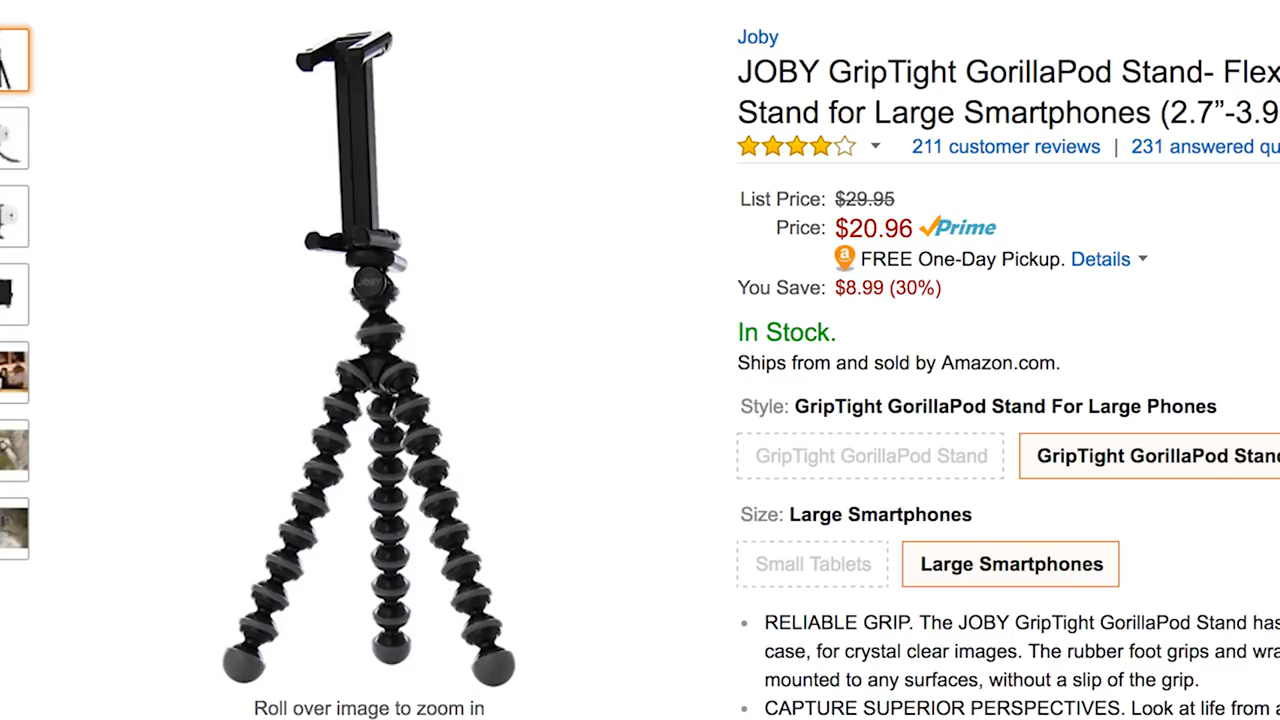 Joby
JOBY GripTight GorillaPod Stand- Flex
Stand for Large Smartphones (2.7”-3.9
211 customer reviews | 231 answered qu
List Price: $29.95
Price: $20.96 Prime
FREE One-Day Pickup. Details
You Save: $8.99 (30%)
In Stock.
Ships from and sold by Amazon.com.
Style: GripTight GorillaPod Stand For Large Phones
GripTight GorillaPod Stand GripTight GorillaPod Stand
Size: Large Smartphones
Small Tablets Large Smartphones
RELIABLE GRIP. The JOBY GripTight GorillaPod Stand has
case, for crystal clear images. The rubber foot grips and wra
mounted to any surfaces, without a slip of the grip.
CAPTURE SUPERIOR PERSPECTIVES. Look at life from a
JOBY
Roll over image to zoom in